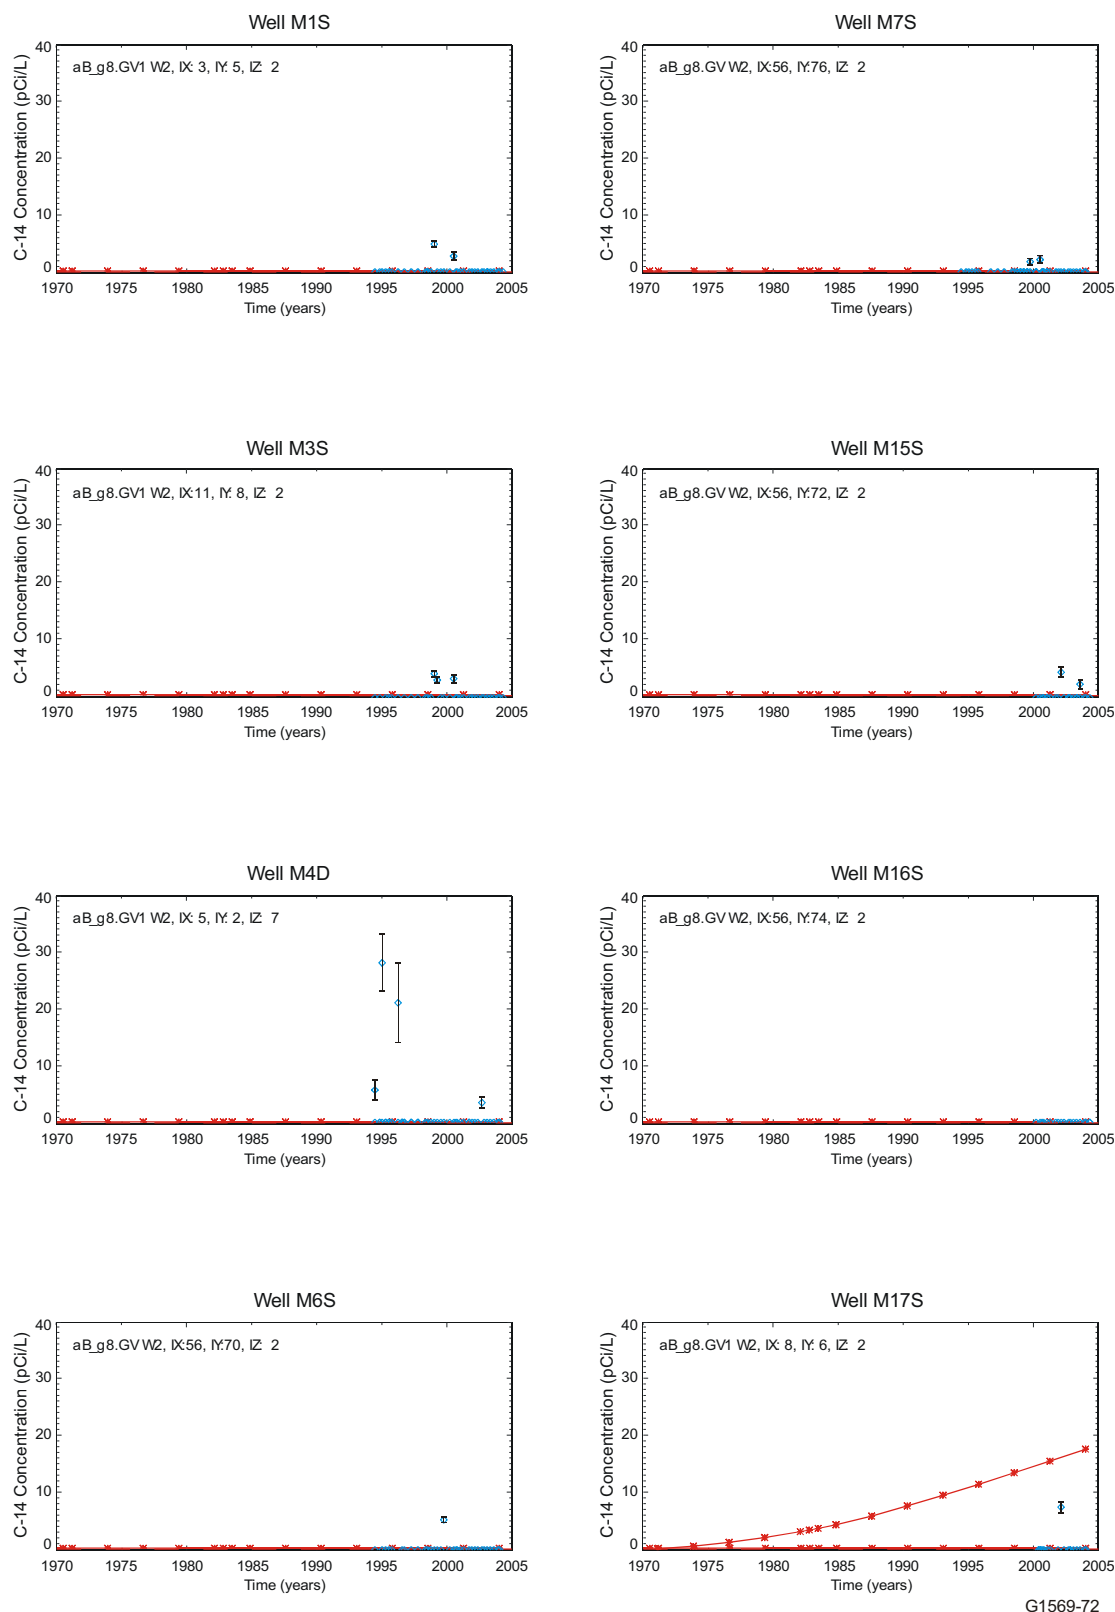 Well M1S
C-14 Concentration (pCi/L)
aB_g8.GV1 W2, IX: 3, IY: 5, IZ: 2
40
30
20
10
0
1970 1975 1980 1985 1990 1995 2000 2005
Time (years)
Well M7S
C-14 Concentration (pCi/L)
aB_g8.GV W2, IX:56, IY:76, IZ: 2
40
30
20
10
0
1970 1975 1980 1985 1990 1995 2000 2005
Time (years)
Well M3S
C-14 Concentration (pCi/L)
aB_g8.GV1 W2, IX:11, IY: 8, IZ: 2
40
30
20
10
0
1970 1975 1980 1985 1990 1995 2000 2005
Time (years)
Well M15S
C-14 Concentration (pCi/L)
aB_g8.GV W2, IX:56, IY:72, IZ: 2
40
30
20
10
0
1970 1975 1980 1985 1990 1995 2000 2005
Time (years)
Well M4D
C-14 Concentration (pCi/L)
aB_g8.GV1 W2, IX: 5, IY: 2, IZ: 7
40
30
20
10
0
1970 1975 1980 1985 1990 1995 2000 2005
Time (years)
Well M16S
C-14 Concentration (pCi/L)
aB_g8.GV W2, IX:56, IY:74, IZ: 2
40
30
20
10
0
1970 1975 1980 1985 1990 1995 2000 2005
Time (years)
Well M6S
C-14 Concentration (pCi/L)
aB_g8.GV W2, IX:56, IY:70, IZ: 2
40
30
20
10
0
1970 1975 1980 1985 1990 1995 2000 2005
Time (years)
Well M17S
C-14 Concentration (pCi/L)
aB_g8.GV1 W2, IX: 8, IY: 6, IZ: 2
40
30
20
10
0
1970 1975 1980 1985 1990 1995 2000 2005
Time (years)
G1569-72